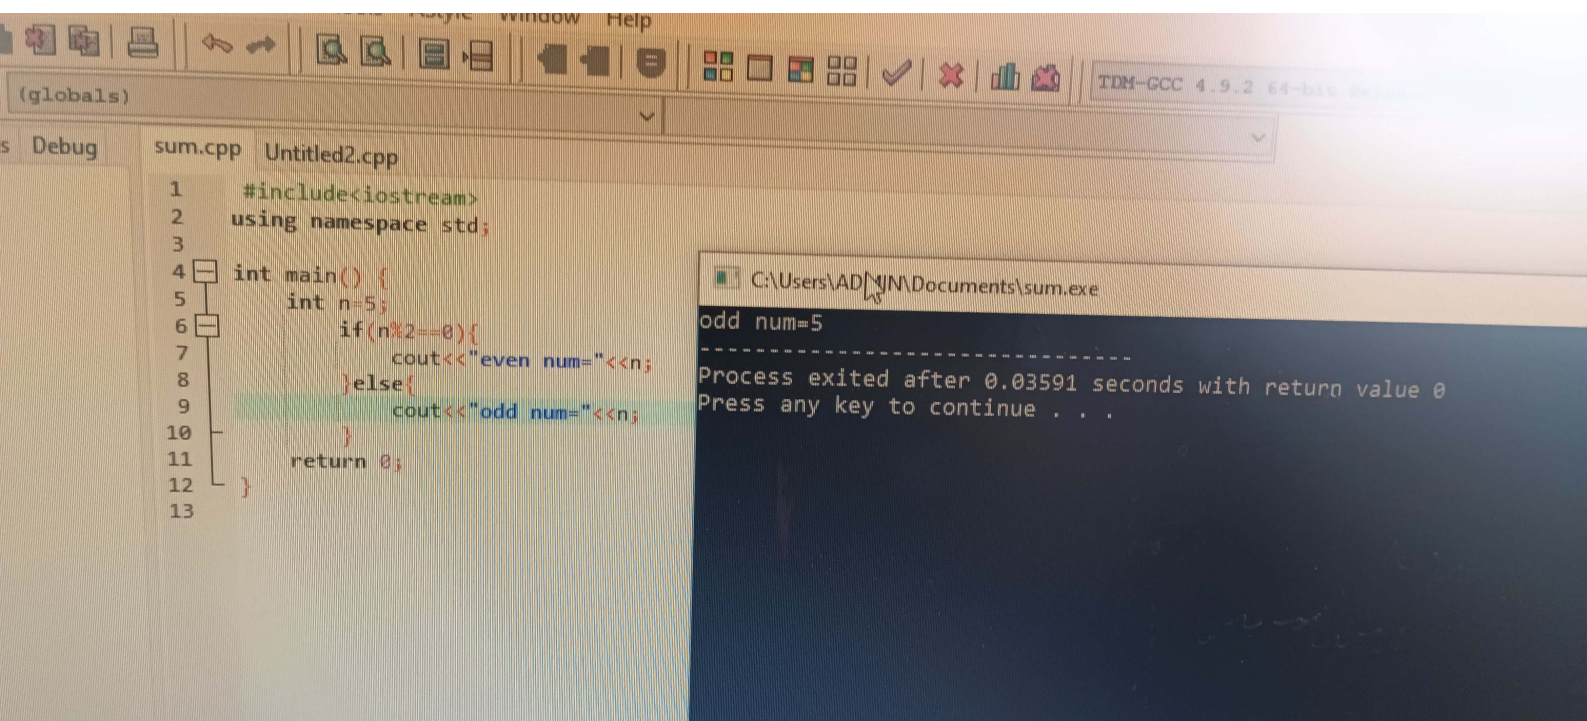 Window Help
TDM-GCC 4.9.2 64-bit
(globals)
Debug sum.cpp Untitled2.cpp
1 #include<iostream>
2 using namespace std;
3
4 int main() {
5 int n=5;
6 if(n%2==0){
7 cout<<"even num="<<n;
8 }else{
9 cout<<"odd num="<<n;
10 }
11 return 0;
12 }
13
C:\Users\ADMIN\Documents\sum.exe
odd num=5
--------------------------------
Process exited after 0.03591 seconds with return value 0
Press any key to continue . . .